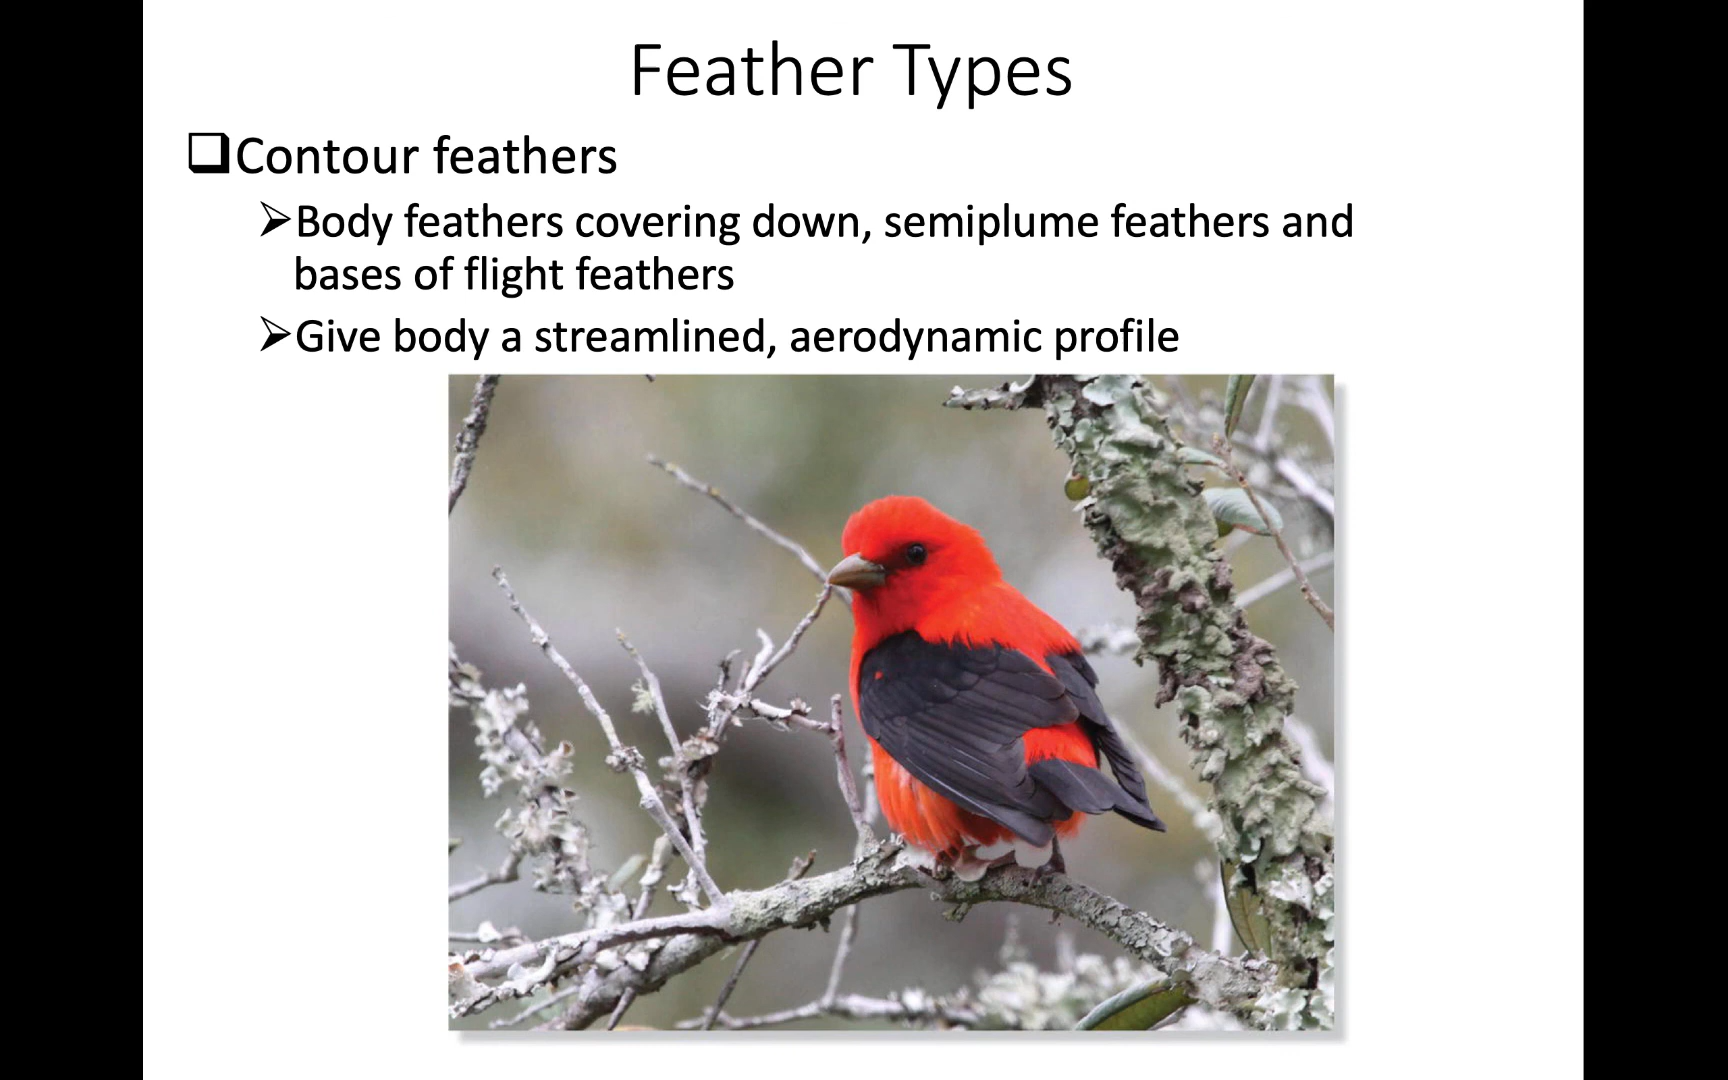 Feather Types
Contour feathers
Body feathers covering down, semiplume feathers and
bases of flight feathers
Give body a streamlined, aerodynamic profile